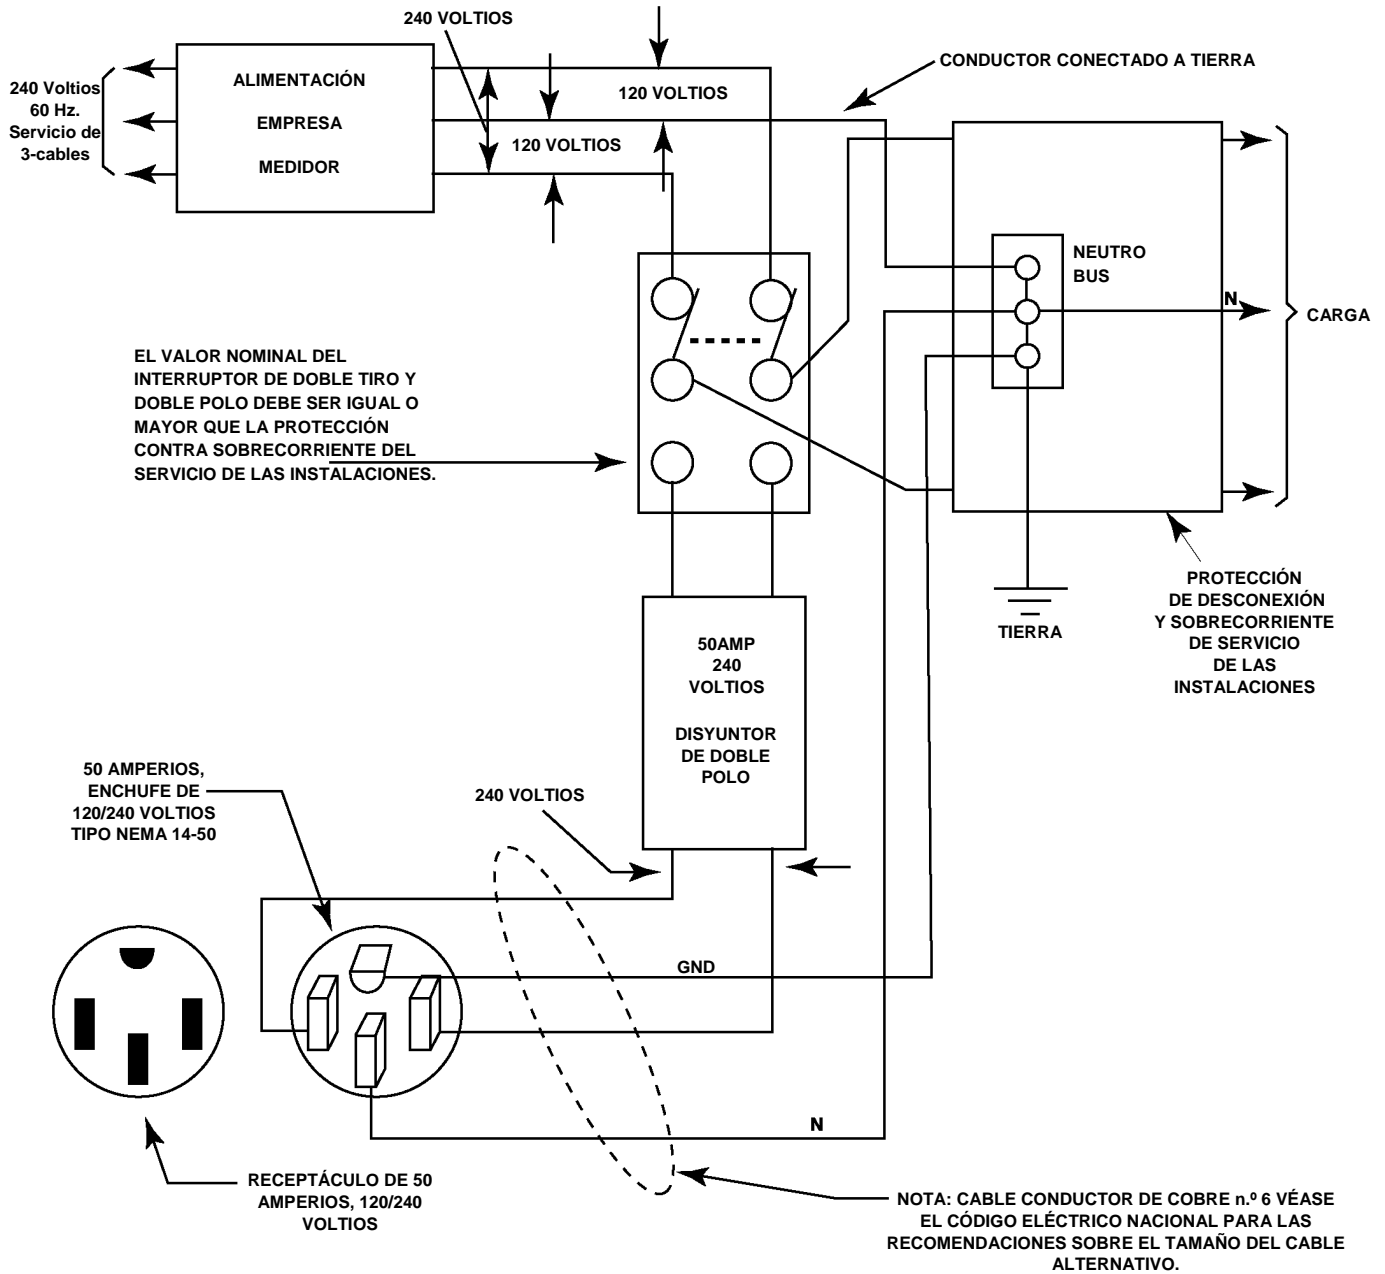 240 VOLTIOS
240 Voltios
60 Hz.
Servicio de
3-cables
ALIMENTACIÓN
EMPRESA
MEDIDOR
120 VOLTIOS
120 VOLTIOS
CONDUCTOR CONECTADO A TIERRA
NEUTRO
BUS
N
CARGA
EL VALOR NOMINAL DEL
INTERRUPTOR DE DOBLE TIRO Y
DOBLE POLO DEBE SER IGUAL O
MAYOR QUE LA PROTECCIÓN
CONTRA SOBRECORRIENTE DEL
SERVICIO DE LAS INSTALACIONES.
TIERRA
PROTECCIÓN
DE DESCONEXIÓN
Y SOBRECORRIENTE
DE SERVICIO
DE LAS
INSTALACIONES
50AMP
240
VOLTIOS
DISYUNTOR
DE DOBLE
POLO
50 AMPERIOS,
ENCHUFE DE
120/240 VOLTIOS
TIPO NEMA 14-50
240 VOLTIOS
GND
N
RECEPTÁCULO DE 50
AMPERIOS, 120/240
VOLTIOS
NOTA: CABLE CONDUCTOR DE COBRE n.º 6 VÉASE
EL CÓDIGO ELÉCTRICO NACIONAL PARA LAS
RECOMENDACIONES SOBRE EL TAMAÑO DEL CABLE
ALTERNATIVO.